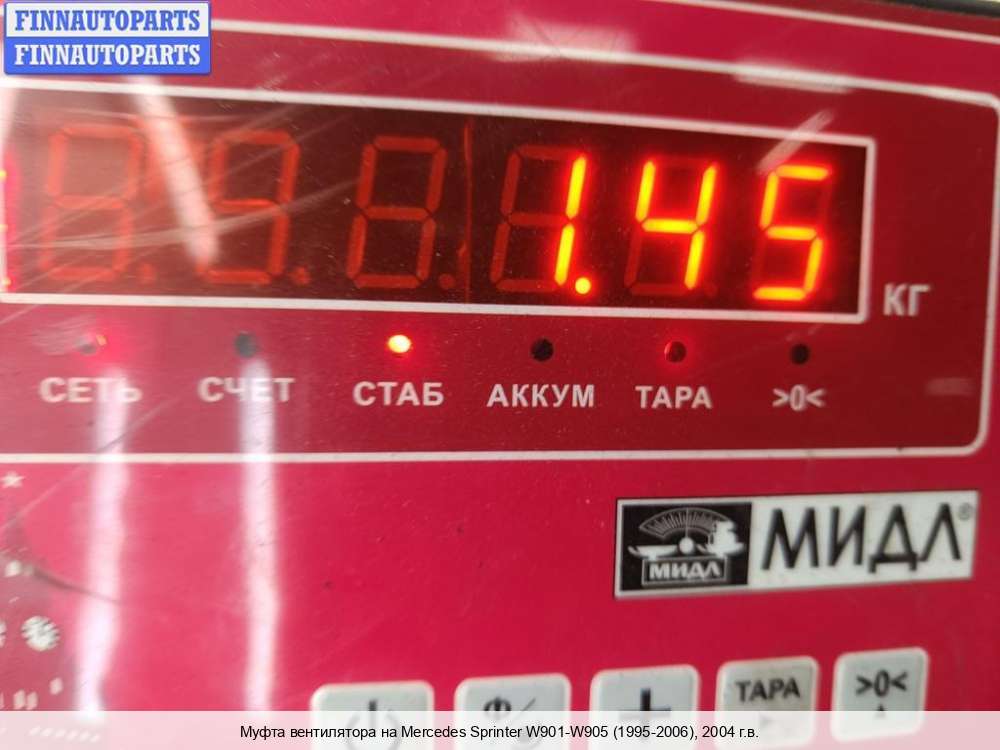 FINNAUTOPARTS
FINNAUTOPARTS
1.45
КГ
СЕТЬ СЧЕТ СТАБ АККУМ ТАРА >0<
МИДЛ МИДЛ®
Ф/ + ТАРА >0<
Муфта вентилятора на Mercedes Sprinter W901-W905 (1995-2006), 2004 г.в.